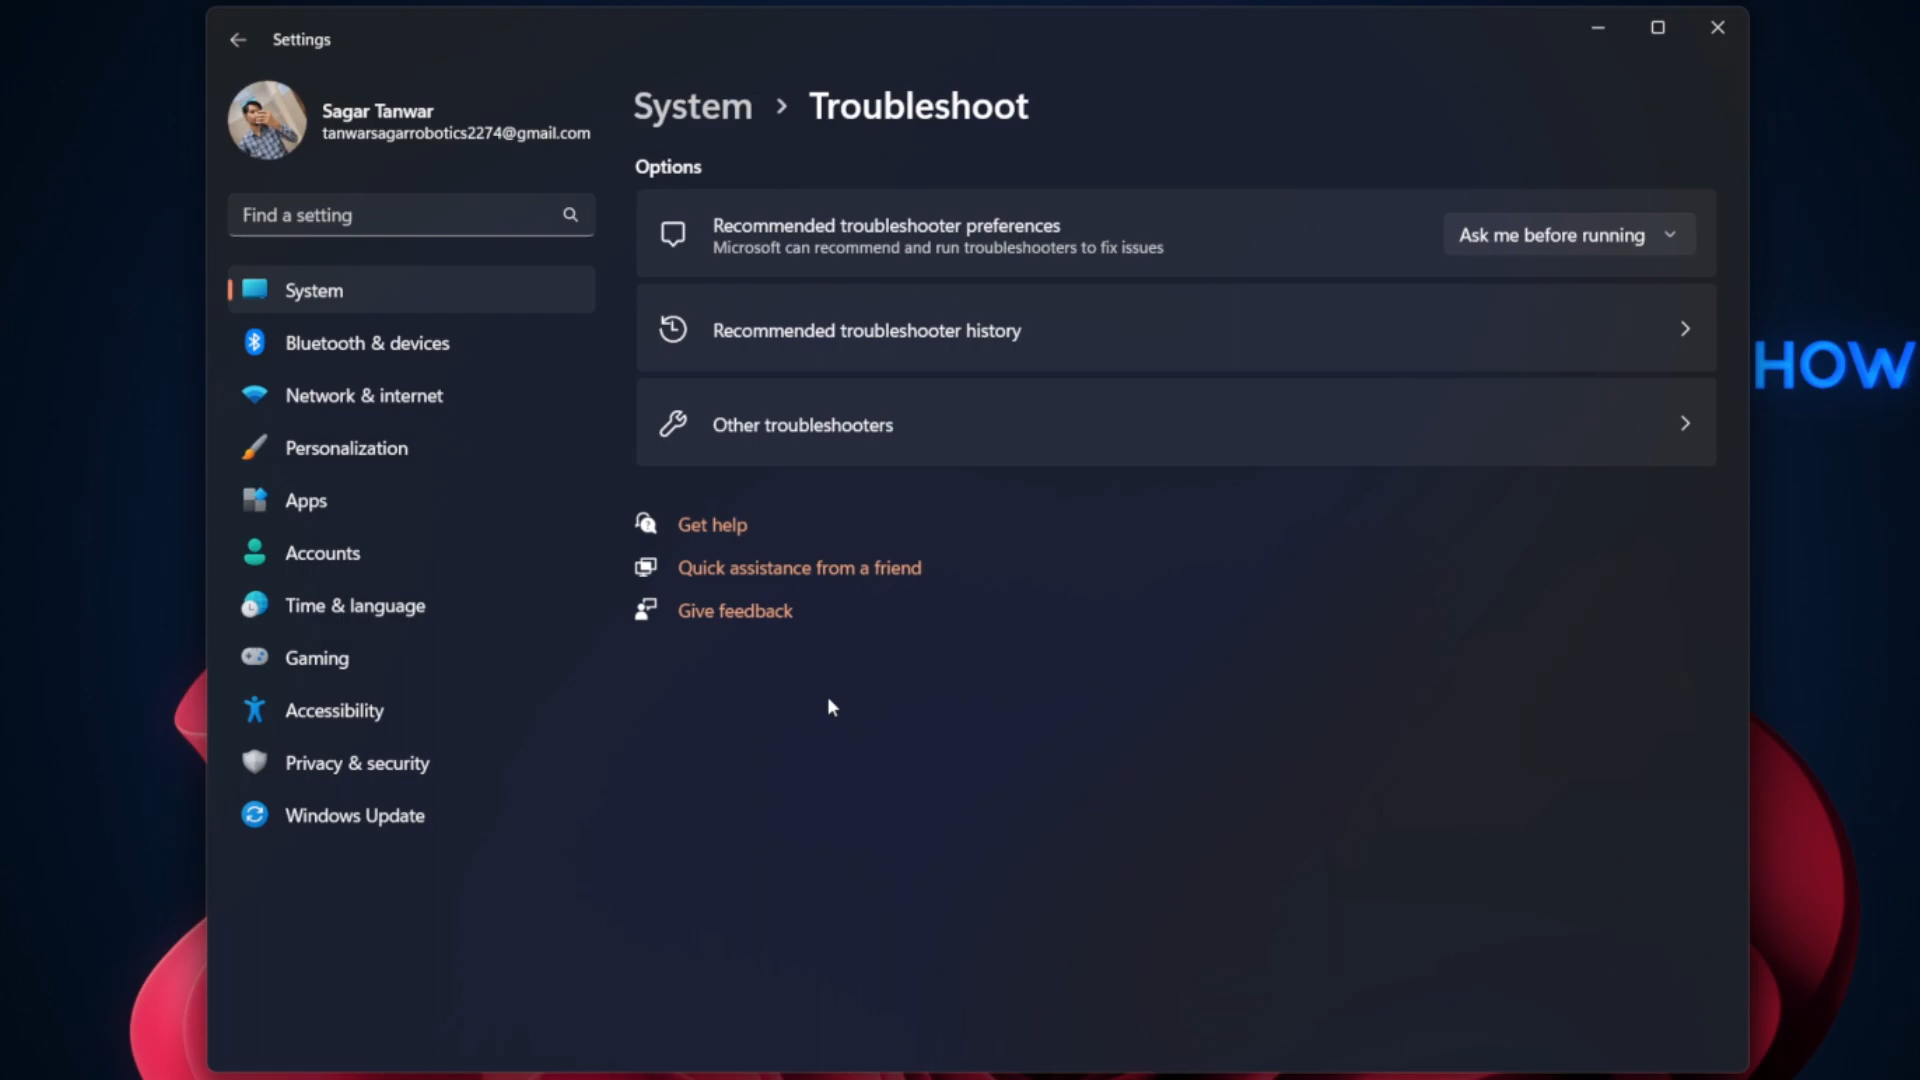 Settings
Sagar Tanwar
tanwarsagarrobotics2274@gmail.com
Find a setting
System
Bluetooth & devices
Network & internet
Personalization
Apps
Accounts
Time & language
Gaming
Accessibility
Privacy & security
Windows Update
System > Troubleshoot
Options
Recommended troubleshooter preferences
Microsoft can recommend and run troubleshooters to fix issues
Ask me before running
Recommended troubleshooter history
Other troubleshooters
Get help
Quick assistance from a friend
Give feedback
HOW